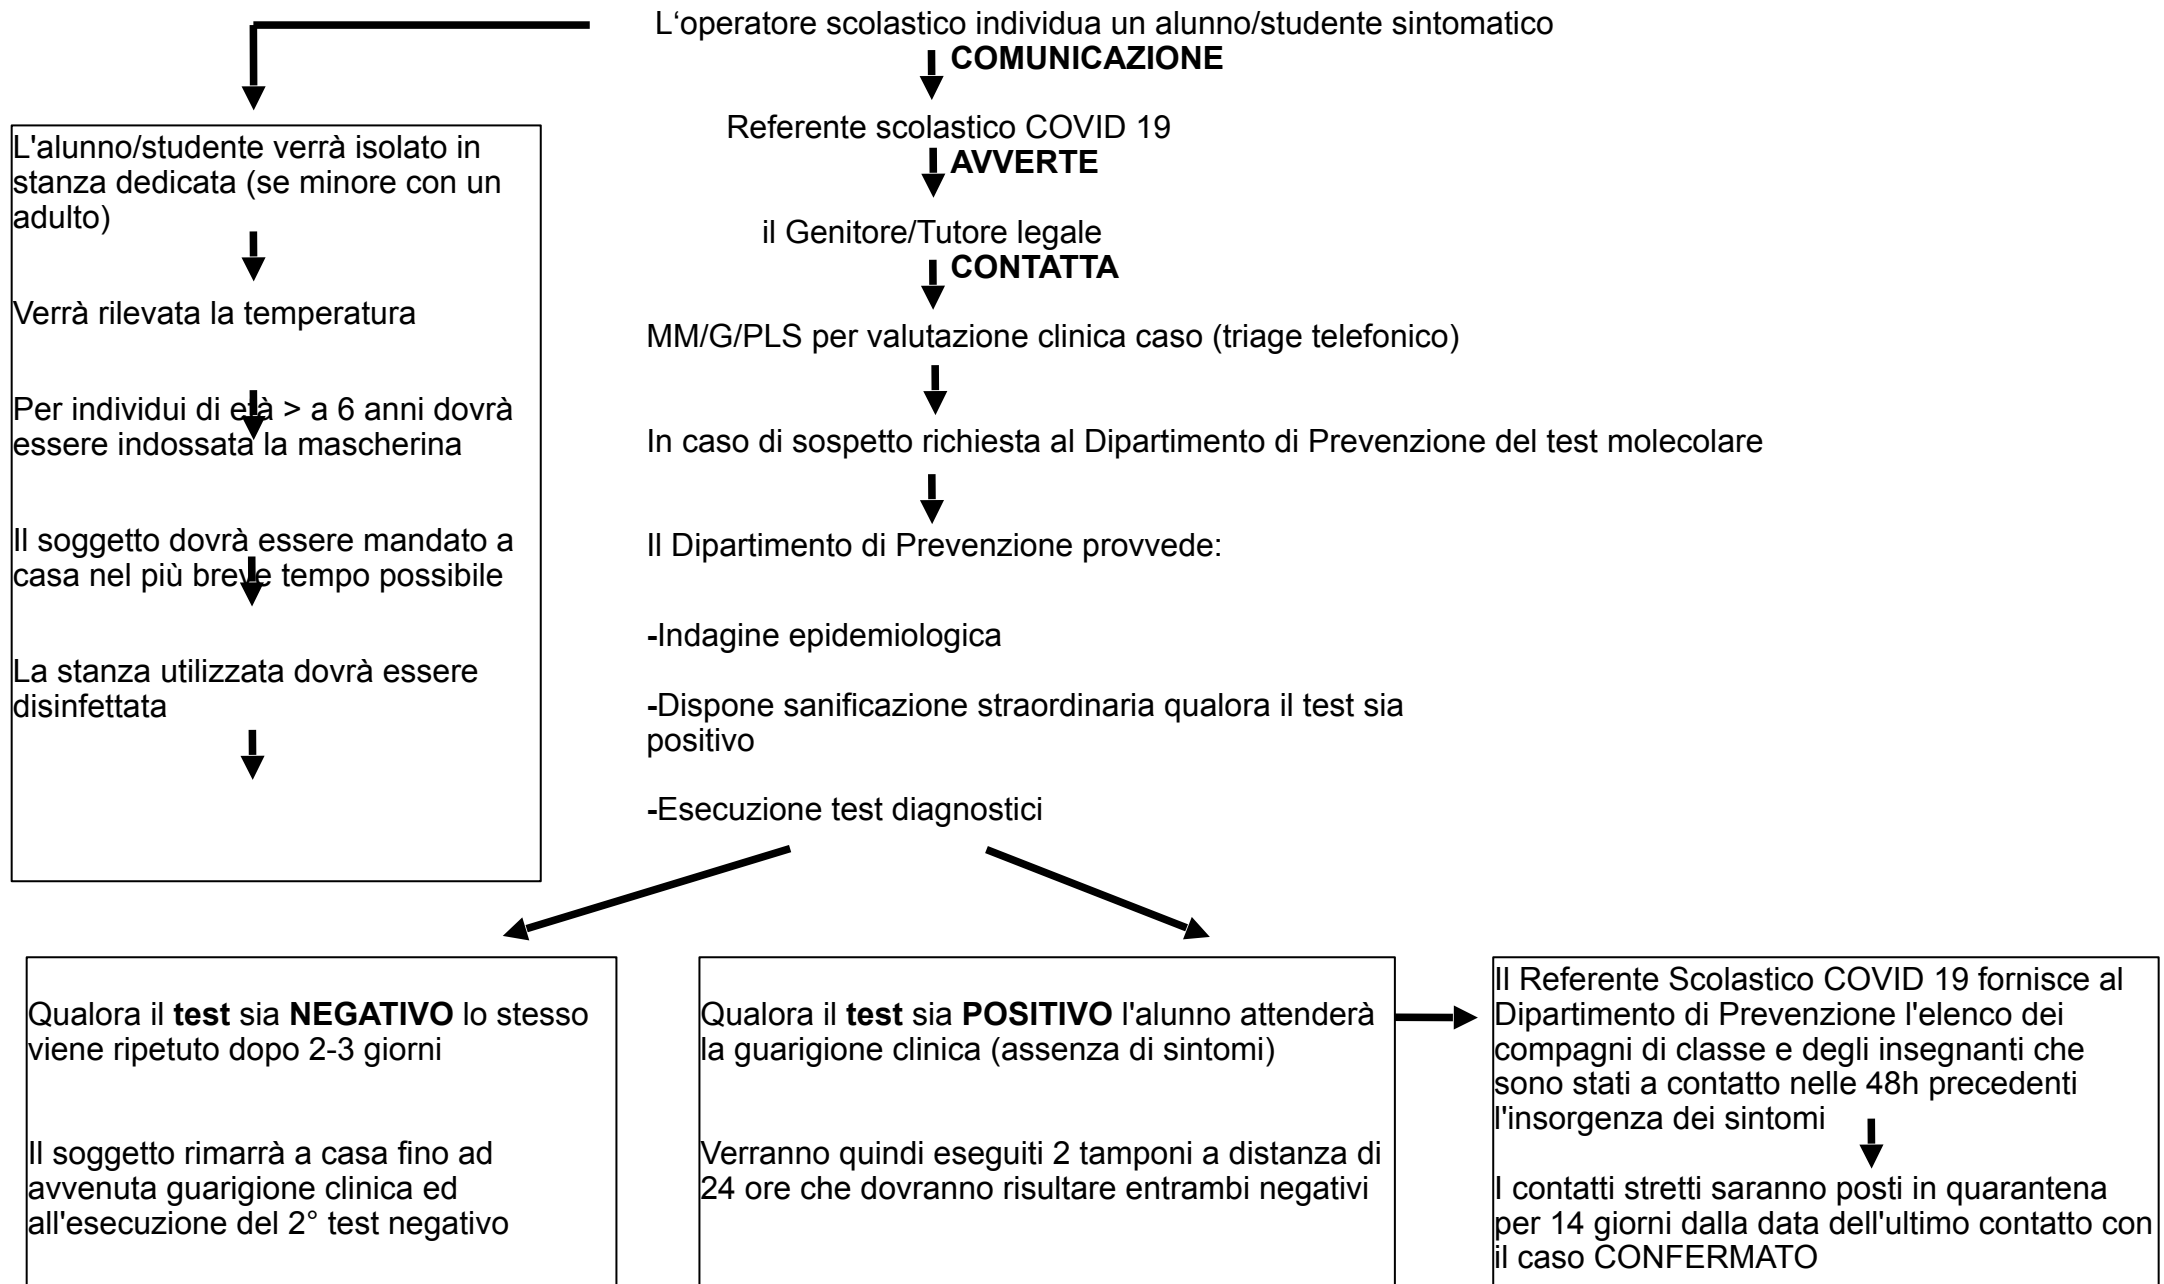 L‘operatore scolastico individua un alunno/studente sintomatico
COMUNICAZIONE
Referente scolastico COVID 19
AVVERTE
il Genitore/Tutore legale
CONTATTA
MM/G/PLS per valutazione clinica caso (triage telefonico)
In caso di sospetto richiesta al Dipartimento di Prevenzione del test molecolare
Il Dipartimento di Prevenzione provvede:
-Indagine epidemiologica
-Dispone sanificazione straordinaria qualora il test sia
positivo
-Esecuzione test diagnostici
L'alunno/studente verrà isolato in
stanza dedicata (se minore con un
adulto)
Verrà rilevata la temperatura
Per individui di età > a 6 anni dovrà
essere indossata la mascherina
Il soggetto dovrà essere mandato a
casa nel più breve tempo possibile
La stanza utilizzata dovrà essere
disinfettata
Qualora il test sia NEGATIVO lo stesso
viene ripetuto dopo 2-3 giorni
Il soggetto rimarrà a casa fino ad
avvenuta guarigione clinica ed
all'esecuzione del 2° test negativo
Qualora il test sia POSITIVO l'alunno attenderà
la guarigione clinica (assenza di sintomi)
Verranno quindi eseguiti 2 tamponi a distanza di
24 ore che dovranno risultare entrambi negativi
Il Referente Scolastico COVID 19 fornisce al
Dipartimento di Prevenzione l'elenco dei
compagni di classe e degli insegnanti che
sono stati a contatto nelle 48h precedenti
l'insorgenza dei sintomi
I contatti stretti saranno posti in quarantena
per 14 giorni dalla data dell'ultimo contatto con
il caso CONFERMATO